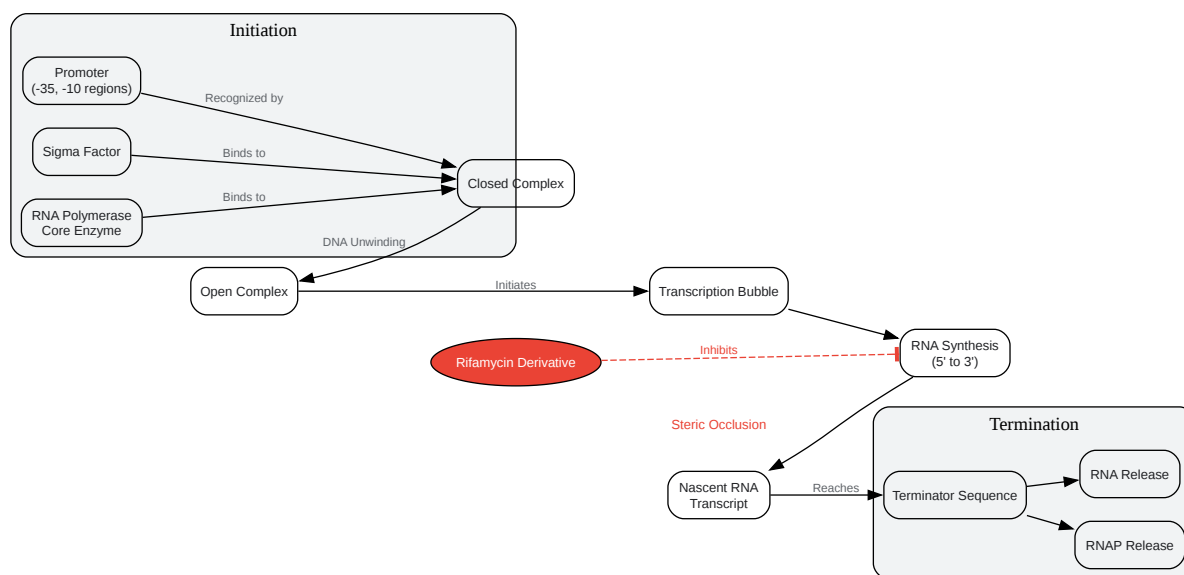 Initiation
Promoter
(-35, -10 regions)
Recognized by
Sigma Factor
Binds to
Closed Complex
Binds to
RNA Polymerase
Core Enzyme
DNA Unwinding
Open Complex
Initiates
Transcription Bubble
Rifamycin Derivative
Inhibits
RNA Synthesis
(5' to 3')
Steric Occlusion
Termination
Nascent RNA
Transcript
Reaches
Terminator Sequence
RNA Release
RNAP Release